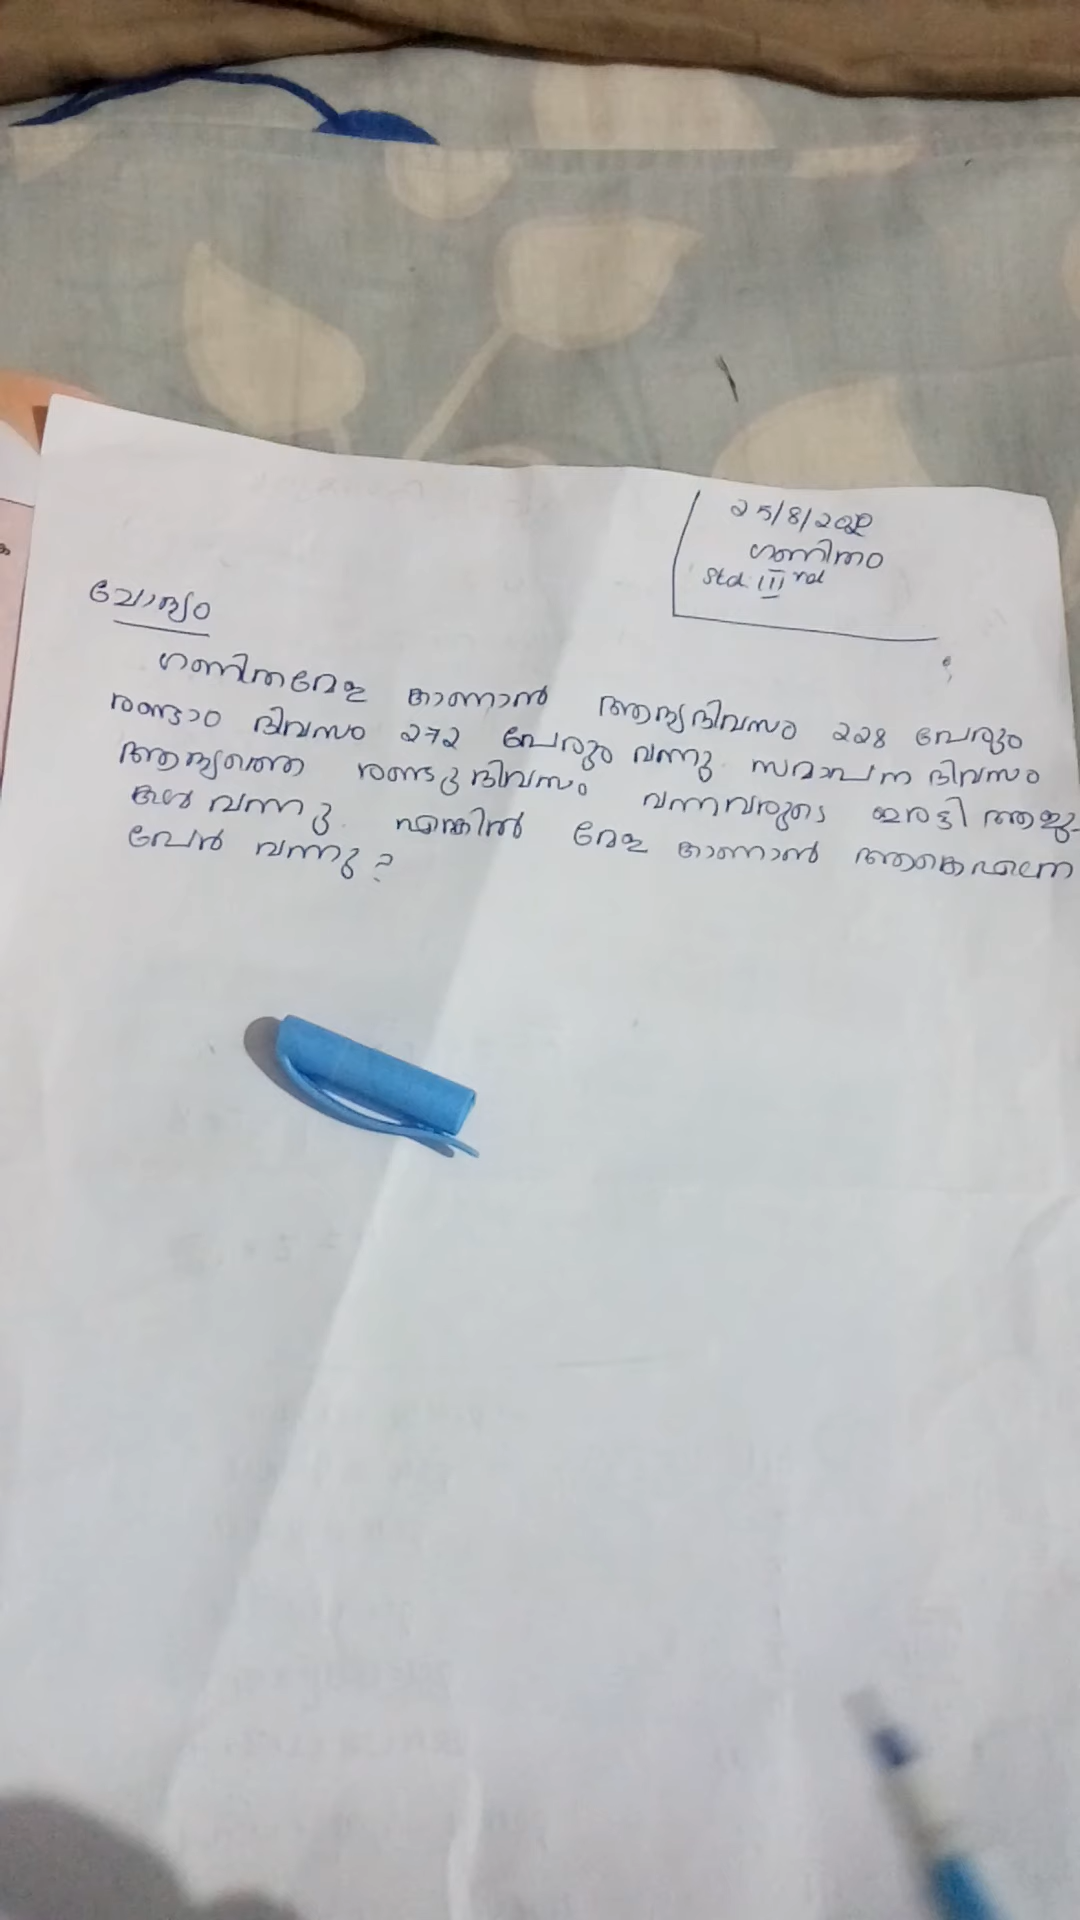 25/8/2022
ഗണിതം
Std: III rd
ചോദ്യം
ഗണിതമേള കാണാൻ ആദ്യദിവസം 228 പേരും
രണ്ടാം ദിവസം 272 പേരും വന്നു. സമാപന ദിവസം
ആദ്യത്തെ രണ്ടു ദിവസം വന്നവരുടെ ഇരട്ടി ആളു-
കൾ വന്നു. എങ്കിൽ മേള കാണാൻ ആകെ എത്ര
പേർ വന്നു?